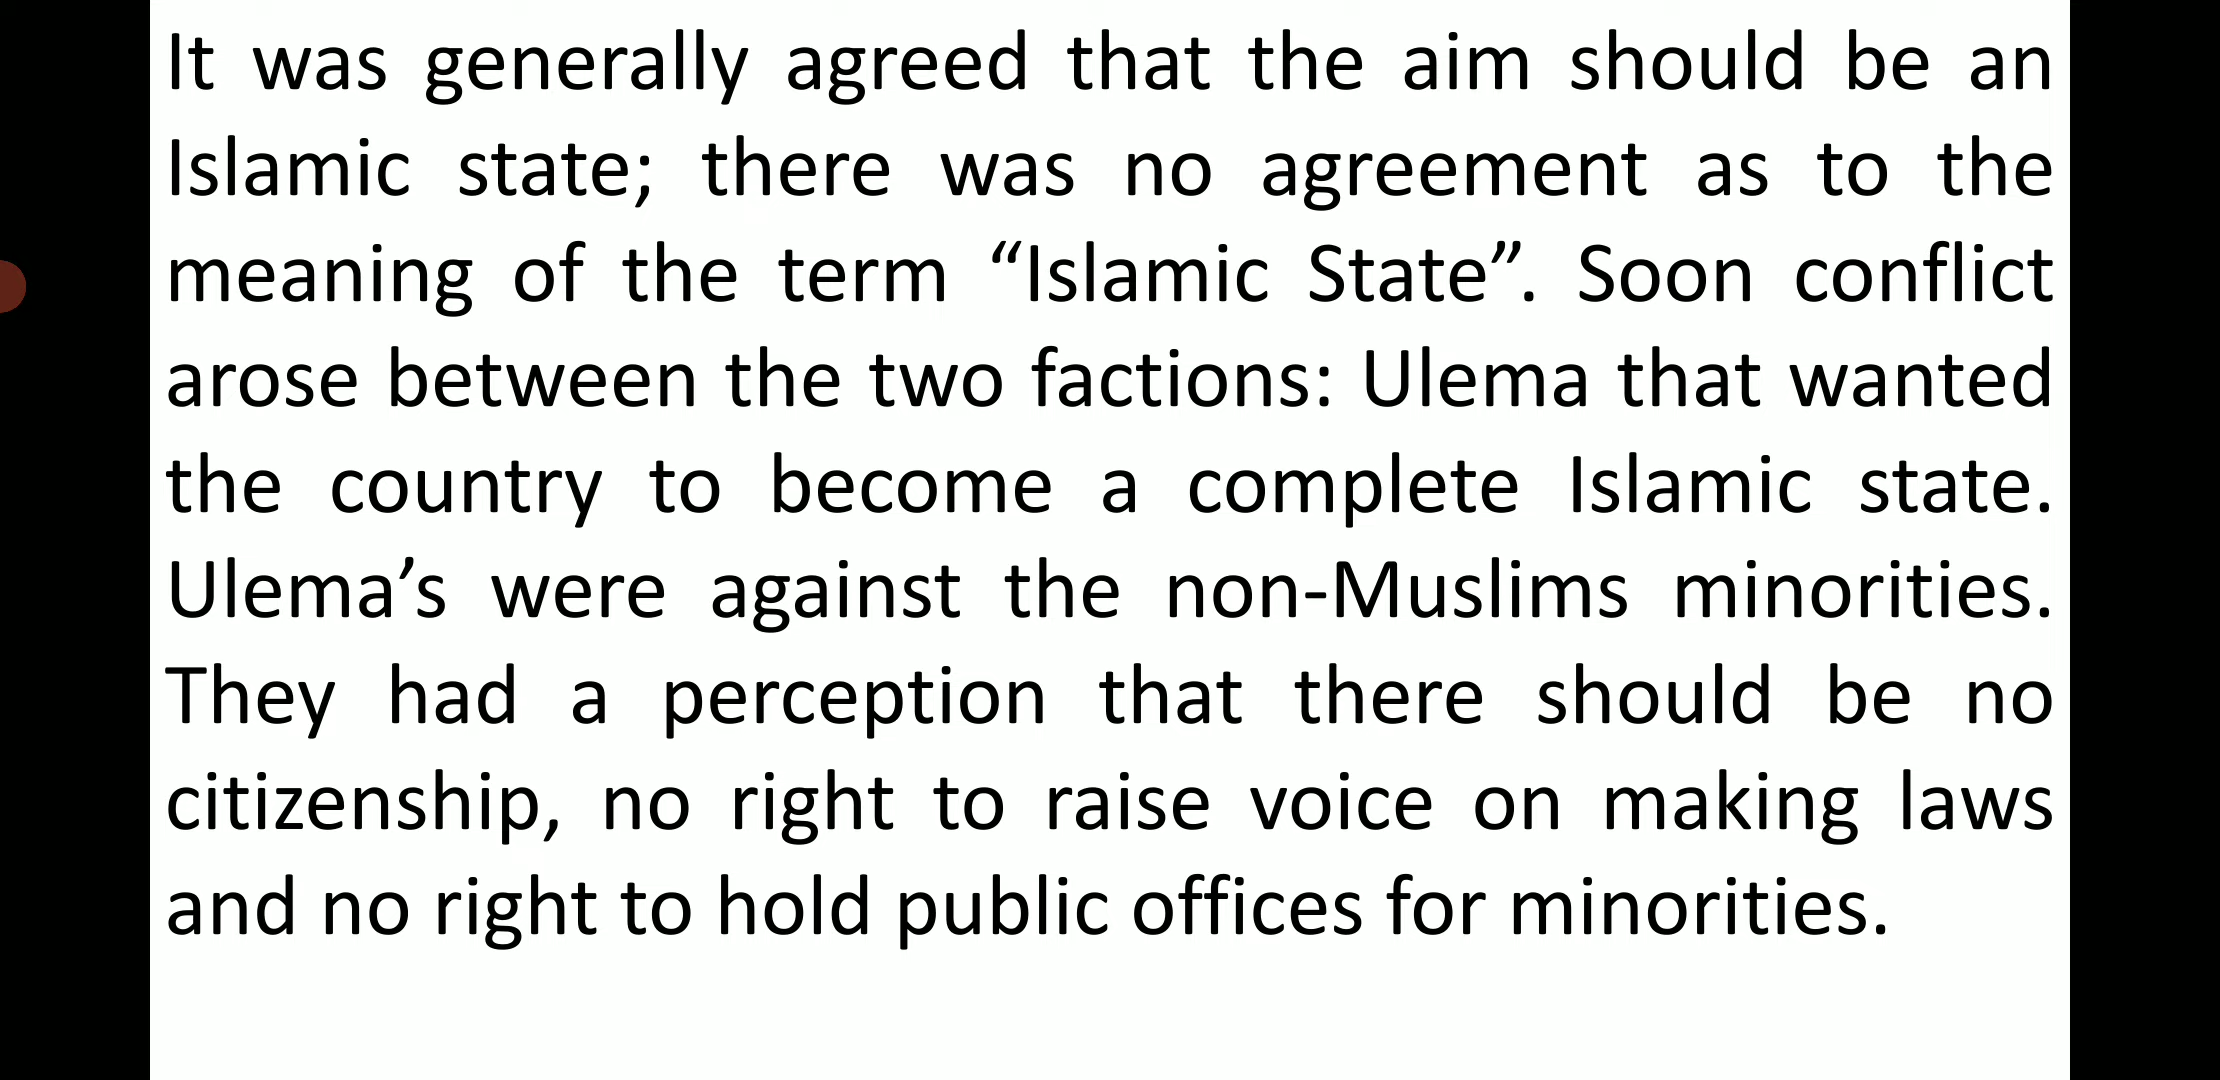 It was generally agreed that the aim should be an
Islamic state; there was no agreement as to the
meaning of the term “Islamic State”. Soon conflict
arose between the two factions: Ulema that wanted
the country to become a complete Islamic state.
Ulema’s were against the non-Muslims minorities.
They had a perception that there should be no
citizenship, no right to raise voice on making laws
and no right to hold public offices for minorities.